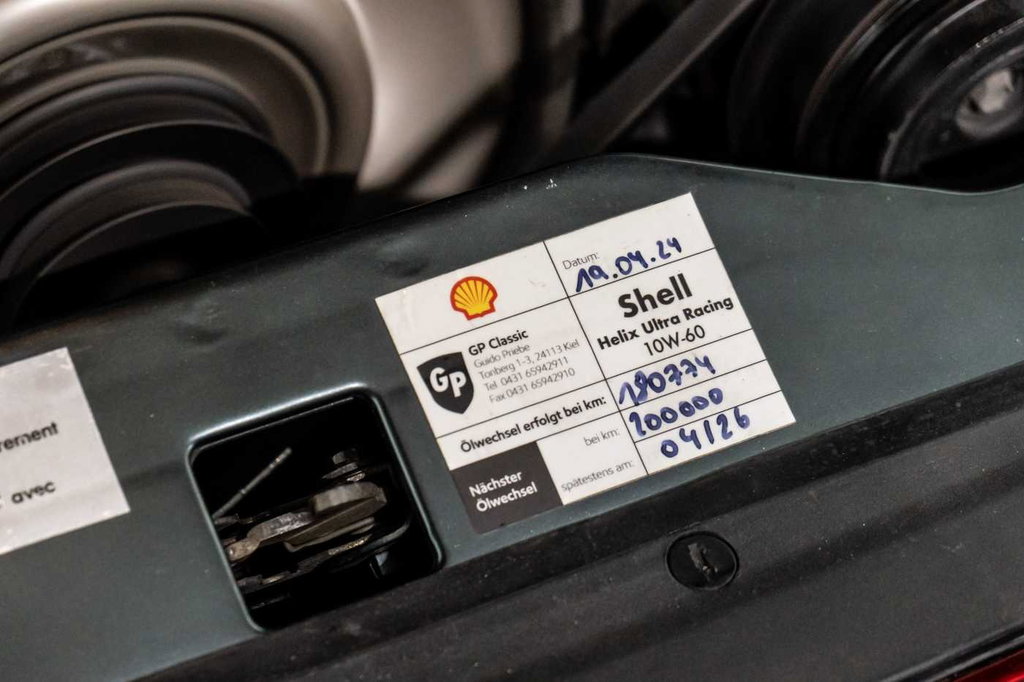 rement
avec
Datum:
19.04.24
GP Classic
Guido Priebe
Tonberg 1-3, 24113 Kiel
Tel. 0431 65942911
Fax 0431 65942910
GP
Shell
Helix Ultra Racing
10W-60
Ölwechsel erfolgt bei km:
180774
Nächster
Ölwechsel
bei km:
200000
spätestens am:
04/26